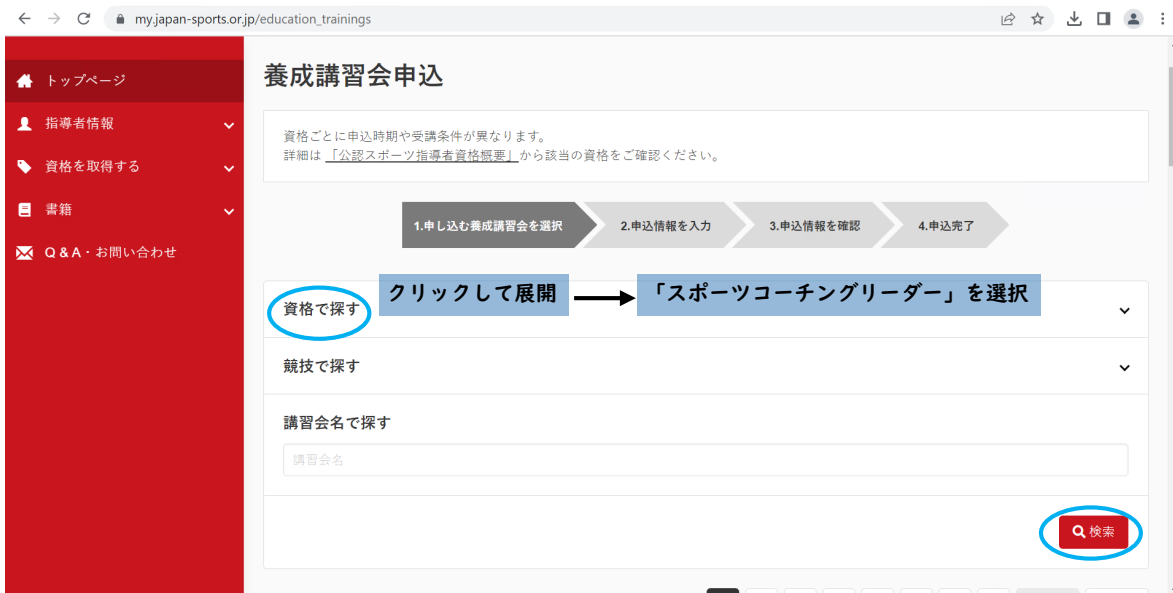 my.japan-sports.or.jp/education_trainings
トップページ
指導者情報
資格を取得する
書籍
Q&A・お問い合わせ
養成講習会申込
資格ごとに申込時期や受講条件が異なります。
詳細は「公認スポーツ指導者資格概要」から該当の資格をご確認ください。
1.申し込む養成講習会を選択
2.申込情報を入力
3.申込情報を確認
4.申込完了
資格で探す
クリックして展開
「スポーツコーチングリーダー」を選択
競技で探す
講習会名で探す
講習会名
検索